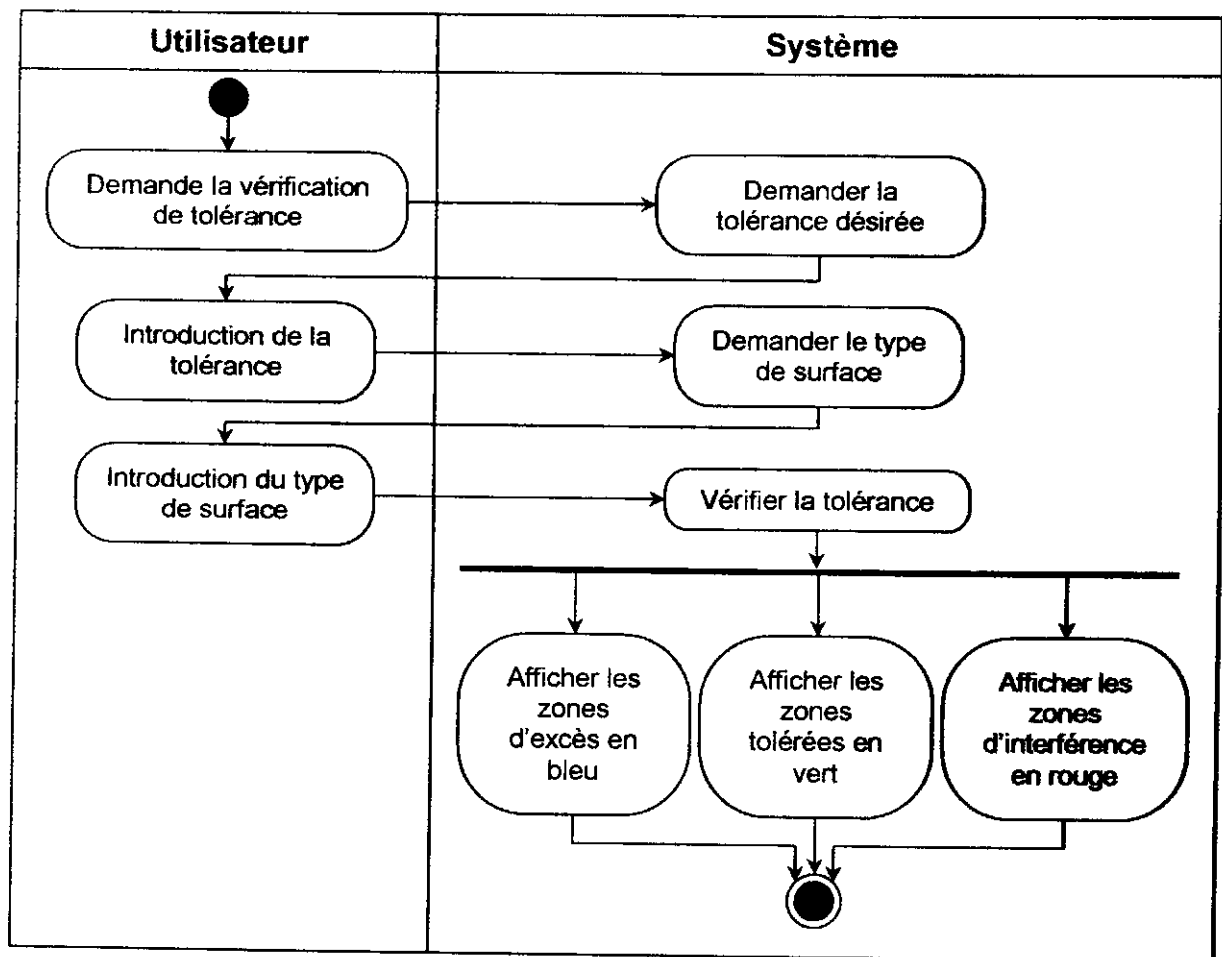 Utilisateur
Système
Demande la vérification
de tolérance
Demander la
tolérance désirée
Introduction de la
tolérance
Demander le type
de surface
Introduction du type
de surface
Vérifier la tolérance
Afficher les
zones
d'excès en
bleu
Afficher les
zones
tolérées en
vert
Afficher les
zones
d'interférence
en rouge